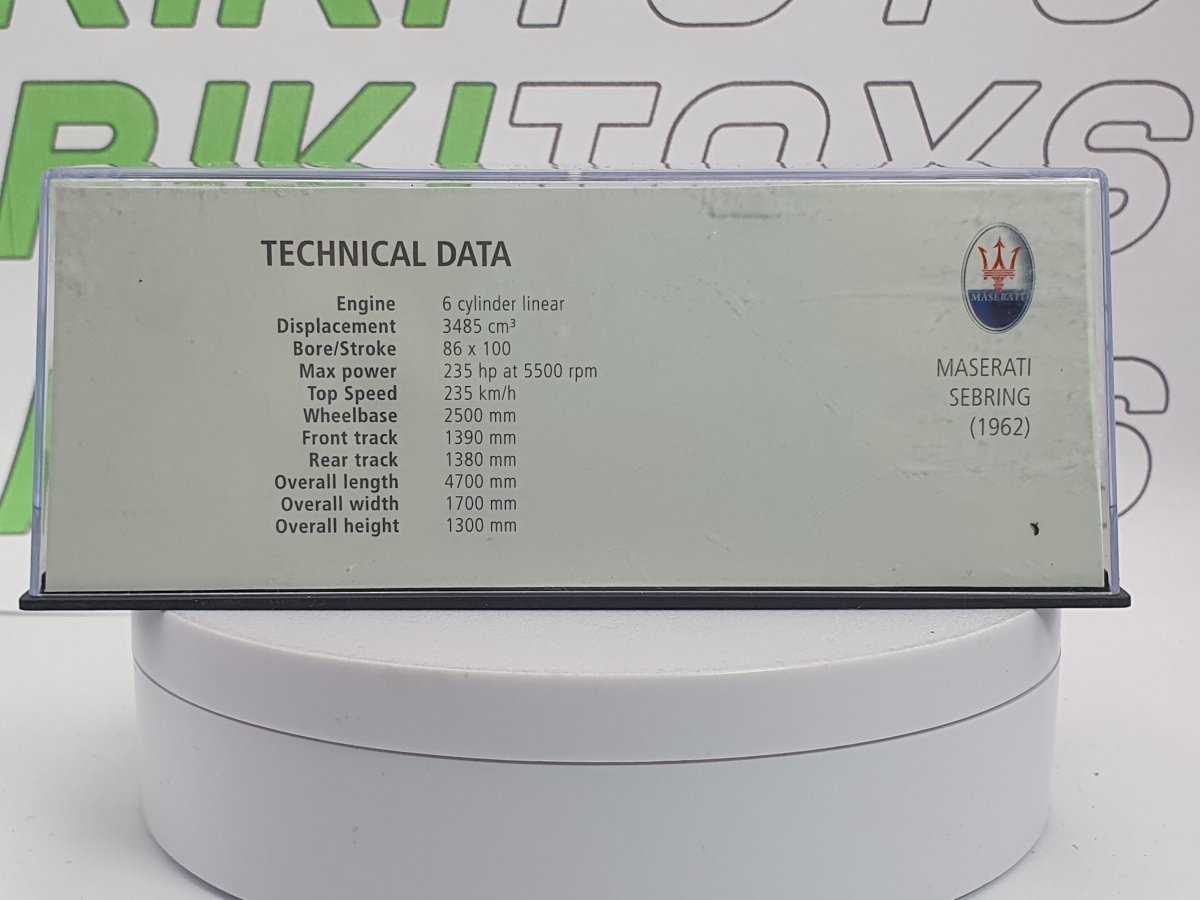 RIKITOYS
RIKITOYS
TECHNICAL DATA
Engine 6 cylinder linear
Displacement 3485 cm³
Bore/Stroke 86 x 100
Max power 235 hp at 5500 rpm
Top Speed 235 km/h
Wheelbase 2500 mm
Front track 1390 mm
Rear track 1380 mm
Overall length 4700 mm
Overall width 1700 mm
Overall height 1300 mm
MASERATI
MASERATI
SEBRING
(1962)